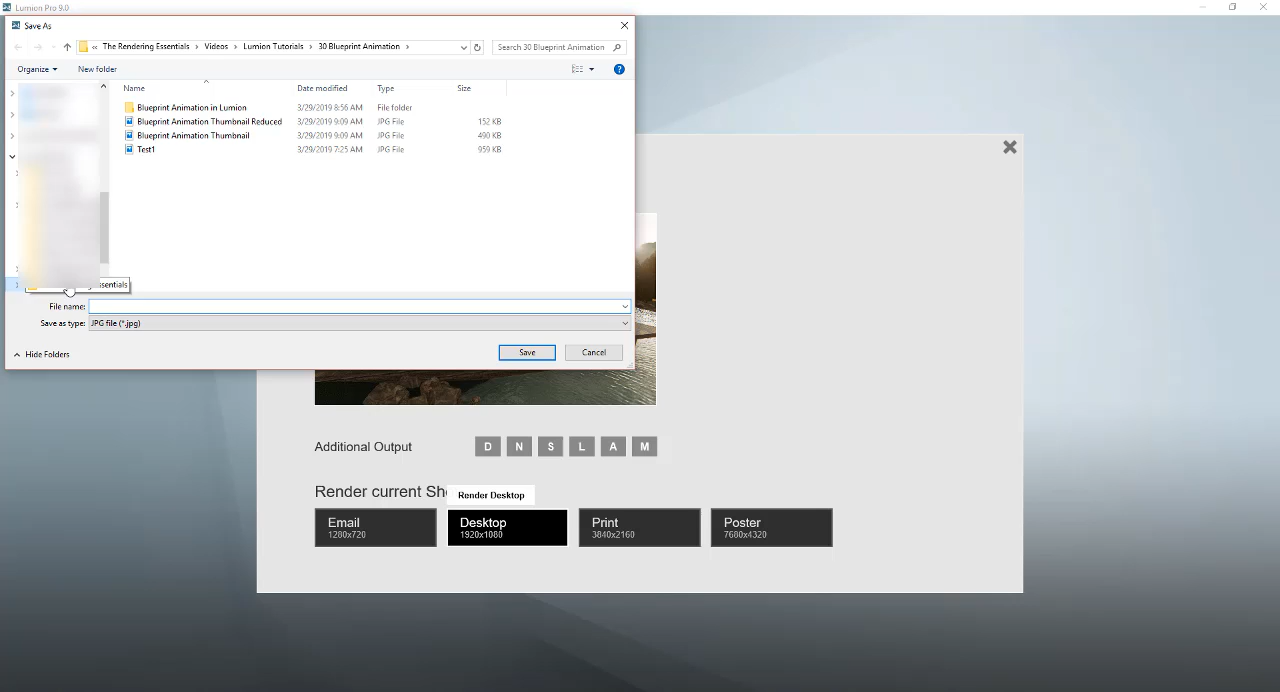 Lumion Pro 9.0
Save As
« The Rendering Essentials › Videos › Lumion Tutorials › 30 Blueprint Animation ›
Search 30 Blueprint Animation
Organize
New folder
Name Date modified Type Size
Blueprint Animation in Lumion 3/29/2019 8:56 AM File folder
Blueprint Animation Thumbnail Reduced 3/29/2019 9:09 AM JPG File 152 KB
Blueprint Animation Thumbnail 3/29/2019 9:09 AM JPG File 490 KB
Test1 3/29/2019 7:25 AM JPG File 959 KB
File name:
Save as type: JPG file (*.jpg)
Hide Folders
Save
Cancel
Additional Output
D N S L A M
Render current Sh
Render Desktop
Email
1280x720
Desktop
1920x1080
Print
3840x2160
Poster
7680x4320